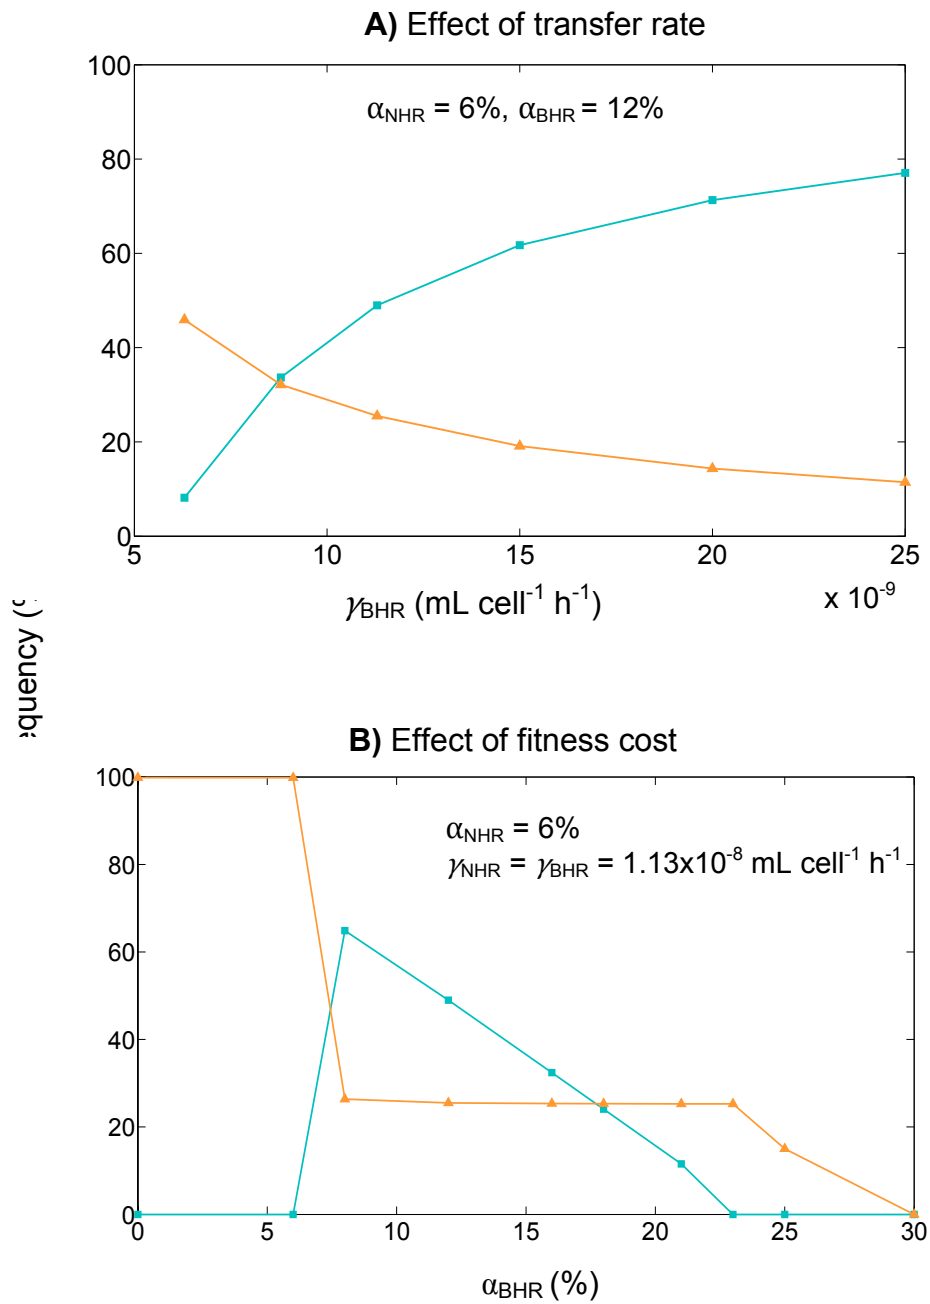 A) Effect of transfer rate
100
αNHR = 6%, αBHR = 12%
80
60
40
20
0
5 10 15 20 25
γBHR (mL cell-1 h-1)
x 10-9
equency (
B) Effect of fitness cost
100
αNHR = 6%
γNHR = γBHR = 1.13x10-8 mL cell-1 h-1
80
60
40
20
0
0 5 10 15 20 25 30
αBHR (%)